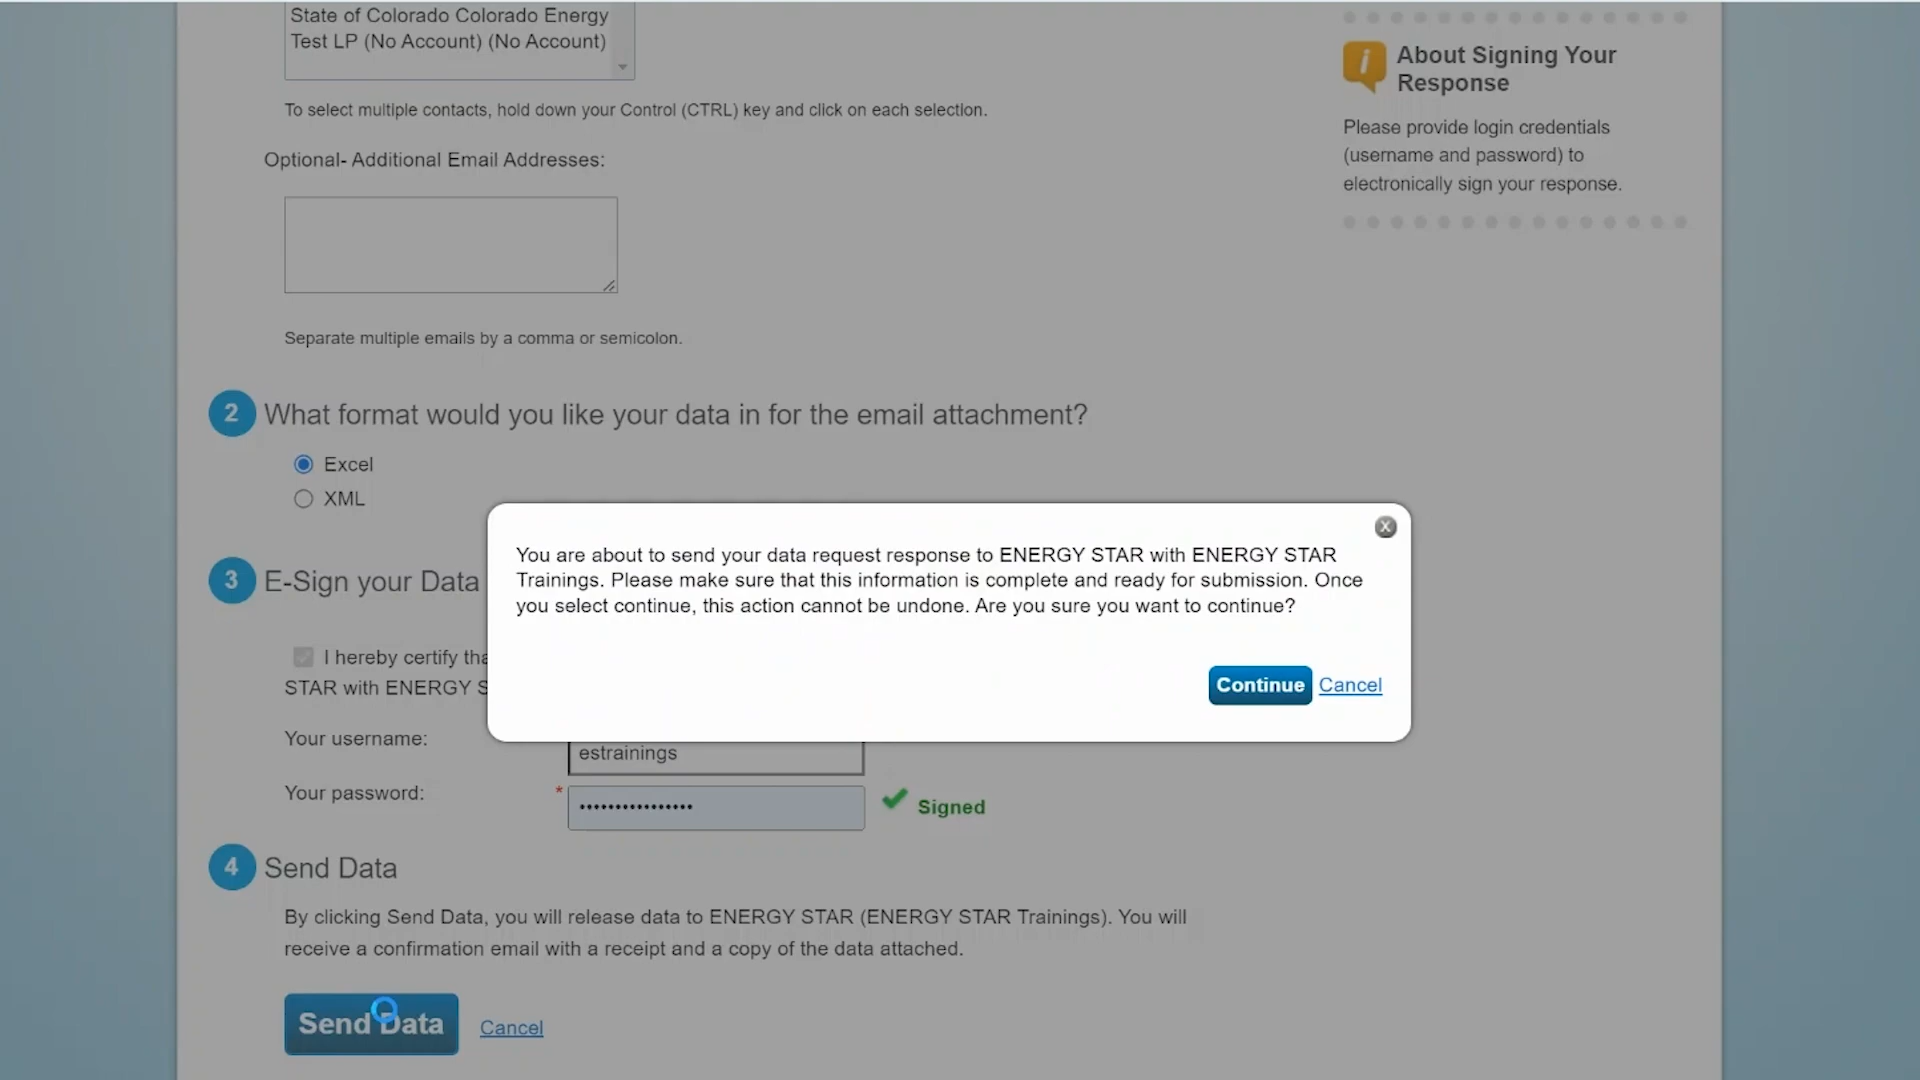 State of Colorado Colorado Energy
Test LP (No Account) (No Account)
To select multiple contacts, hold down your Control (CTRL) key and click on each selection.
Optional- Additional Email Addresses:
Separate multiple emails by a comma or semicolon.
i About Signing Your
Response
Please provide login credentials
(username and password) to
electronically sign your response.
2 What format would you like your data in for the email attachment?
Excel
XML
X
You are about to send your data request response to ENERGY STAR with ENERGY STAR
Trainings. Please make sure that this information is complete and ready for submission. Once
you select continue, this action cannot be undone. Are you sure you want to continue?
Continue Cancel
3 E-Sign your Data
I hereby certify tha
STAR with ENERGY S
Your username:
estrainings
Your password: * ••••••••••••••••
Signed
4 Send Data
By clicking Send Data, you will release data to ENERGY STAR (ENERGY STAR Trainings). You will
receive a confirmation email with a receipt and a copy of the data attached.
Send Data Cancel